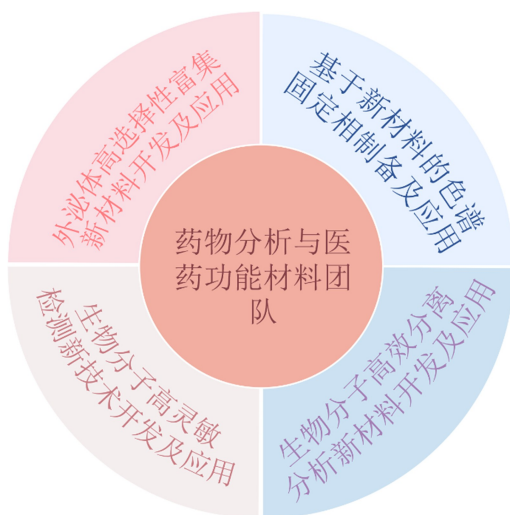 外泌体高选择性富集
新材料开发及应用
基于新材料的色谱
固定相制备及应用
药物分析与医
药功能材料团
队
生物分子高灵敏
检测新技术开发及应用
生物分子高效分离
分析新材料开发及应用